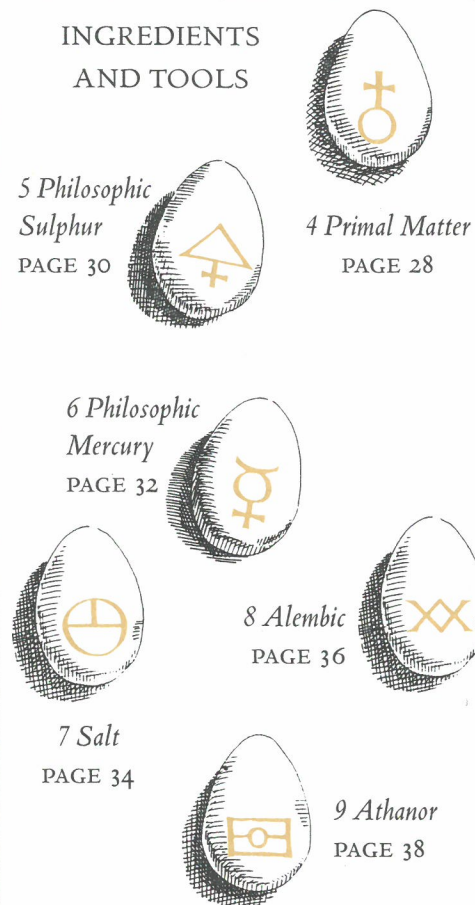 INGREDIENTS
AND TOOLS
4 Primal Matter
PAGE 28
5 Philosophic
Sulphur
PAGE 30
6 Philosophic
Mercury
PAGE 32
7 Salt
PAGE 34
8 Alembic
PAGE 36
9 Athanor
PAGE 38